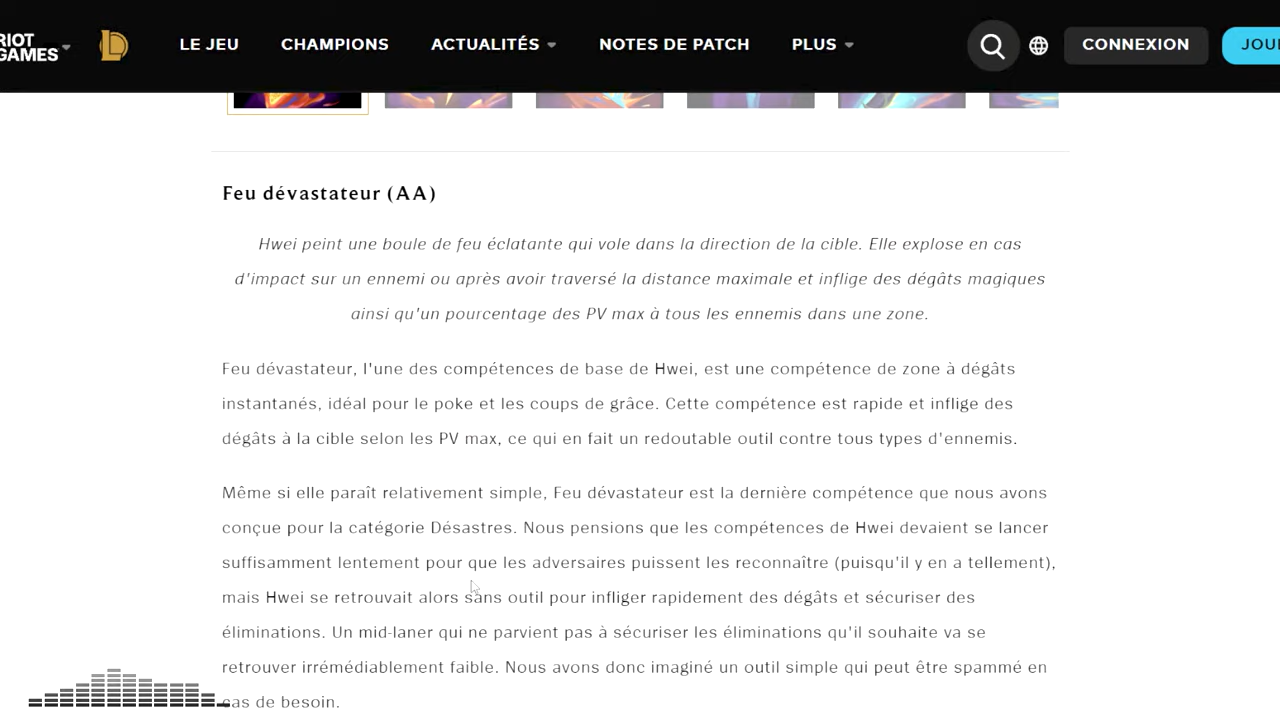 RIOT
GAMES
LE JEU
CHAMPIONS
ACTUALITÉS
NOTES DE PATCH
PLUS
CONNEXION
Feu dévastateur (AA)
Hwei peint une boule de feu éclatante qui vole dans la direction de la cible. Elle explose en cas
d'impact sur un ennemi ou après avoir traversé la distance maximale et inflige des dégâts magiques
ainsi qu'un pourcentage des PV max à tous les ennemis dans une zone.
Feu dévastateur, l'une des compétences de base de Hwei, est une compétence de zone à dégâts
instantanés, idéal pour le poke et les coups de grâce. Cette compétence est rapide et inflige des
dégâts à la cible selon les PV max, ce qui en fait un redoutable outil contre tous types d'ennemis.
Même si elle paraît relativement simple, Feu dévastateur est la dernière compétence que nous avons
conçue pour la catégorie Désastres. Nous pensions que les compétences de Hwei devaient se lancer
suffisamment lentement pour que les adversaires puissent les reconnaître (puisqu'il y en a tellement),
mais Hwei se retrouvait alors sans outil pour infliger rapidement des dégâts et sécuriser des
éliminations. Un mid-laner qui ne parvient pas à sécuriser les éliminations qu'il souhaite va se
retrouver irrémédiablement faible. Nous avons donc imaginé un outil simple qui peut être spammé en
cas de besoin.